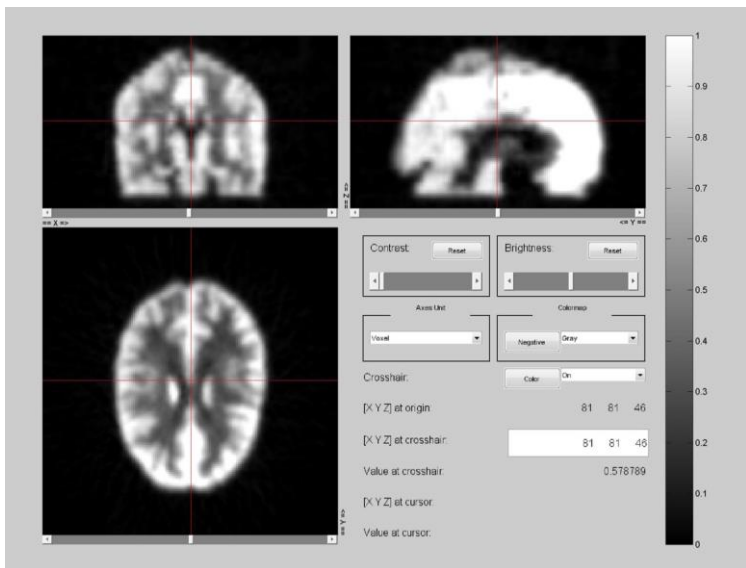 == Z =>
== X =>
<= Y ==
== Y =>
Contrast:
Reset
Brightness:
Reset
Axes Unit
Voxel
Colormap
Negative
Gray
Crosshair:
Color
On
[X Y Z] at origin:
81 81 46
[X Y Z] at crosshair:
81 81 46
Value at crosshair:
0.578789
[X Y Z] at cursor:
Value at cursor:
1
0.9
0.8
0.7
0.6
0.5
0.4
0.3
0.2
0.1
0